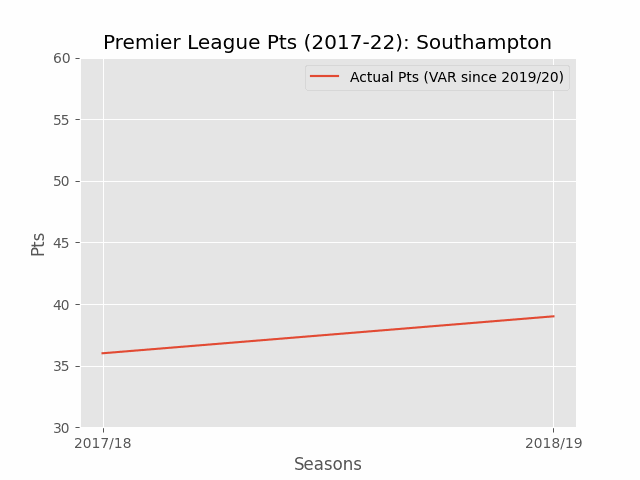 Premier League Pts (2017-22): Southampton
Actual Pts (VAR since 2019/20)
60
55
50
45
40
35
30
Pts
2017/18
2018/19
Seasons